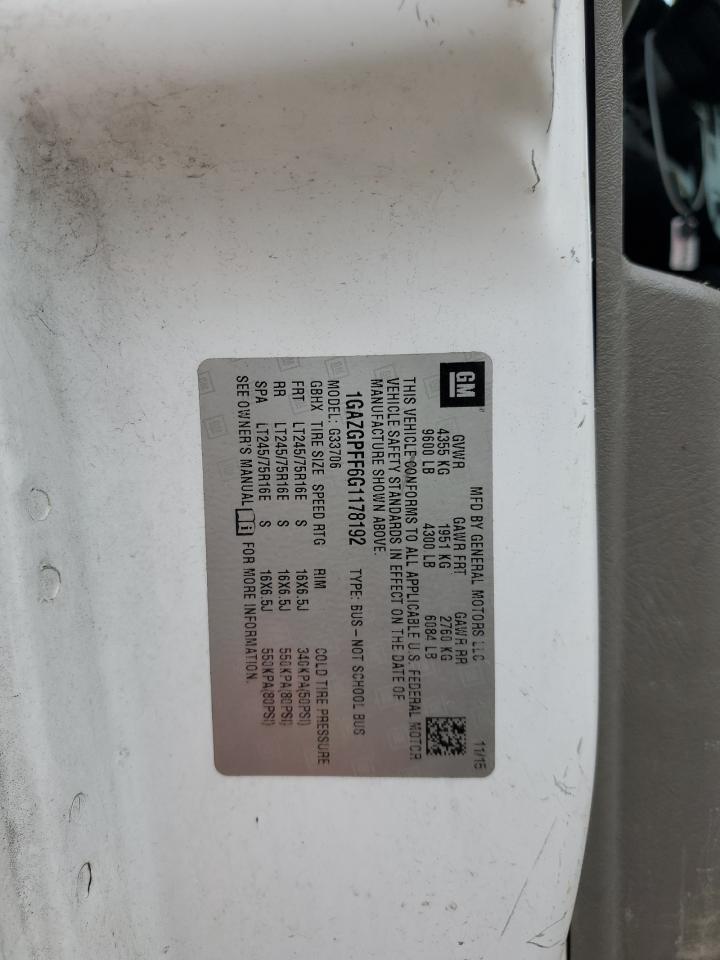 GM
MFD BY GENERAL MOTORS LLC 11/15
GVWR GAWR FRT GAWR RR
4355 KG 1951 KG 2760 KG
9600 LB 4300 LB 6084 LB
THIS VEHICLE CONFORMS TO ALL APPLICABLE U.S. FEDERAL MOTOR
VEHICLE SAFETY STANDARDS IN EFFECT ON THE DATE OF
MANUFACTURE SHOWN ABOVE.
1GAZGPFF6G1178192 TYPE: BUS – NOT SCHOOL BUS
MODEL: G33706
GBHX TIRE SIZE SPEED RTG RIM COLD TIRE PRESSURE
FRT LT245/75R16E S 16X6.5J 340KPA(50PSI)
RR LT245/75R16E S 16X6.5J 550KPA(80PSI)
SPA LT245/75R16E S 16X6.5J 550KPA(80PSI)
SEE OWNER'S MANUAL i FOR MORE INFORMATION.